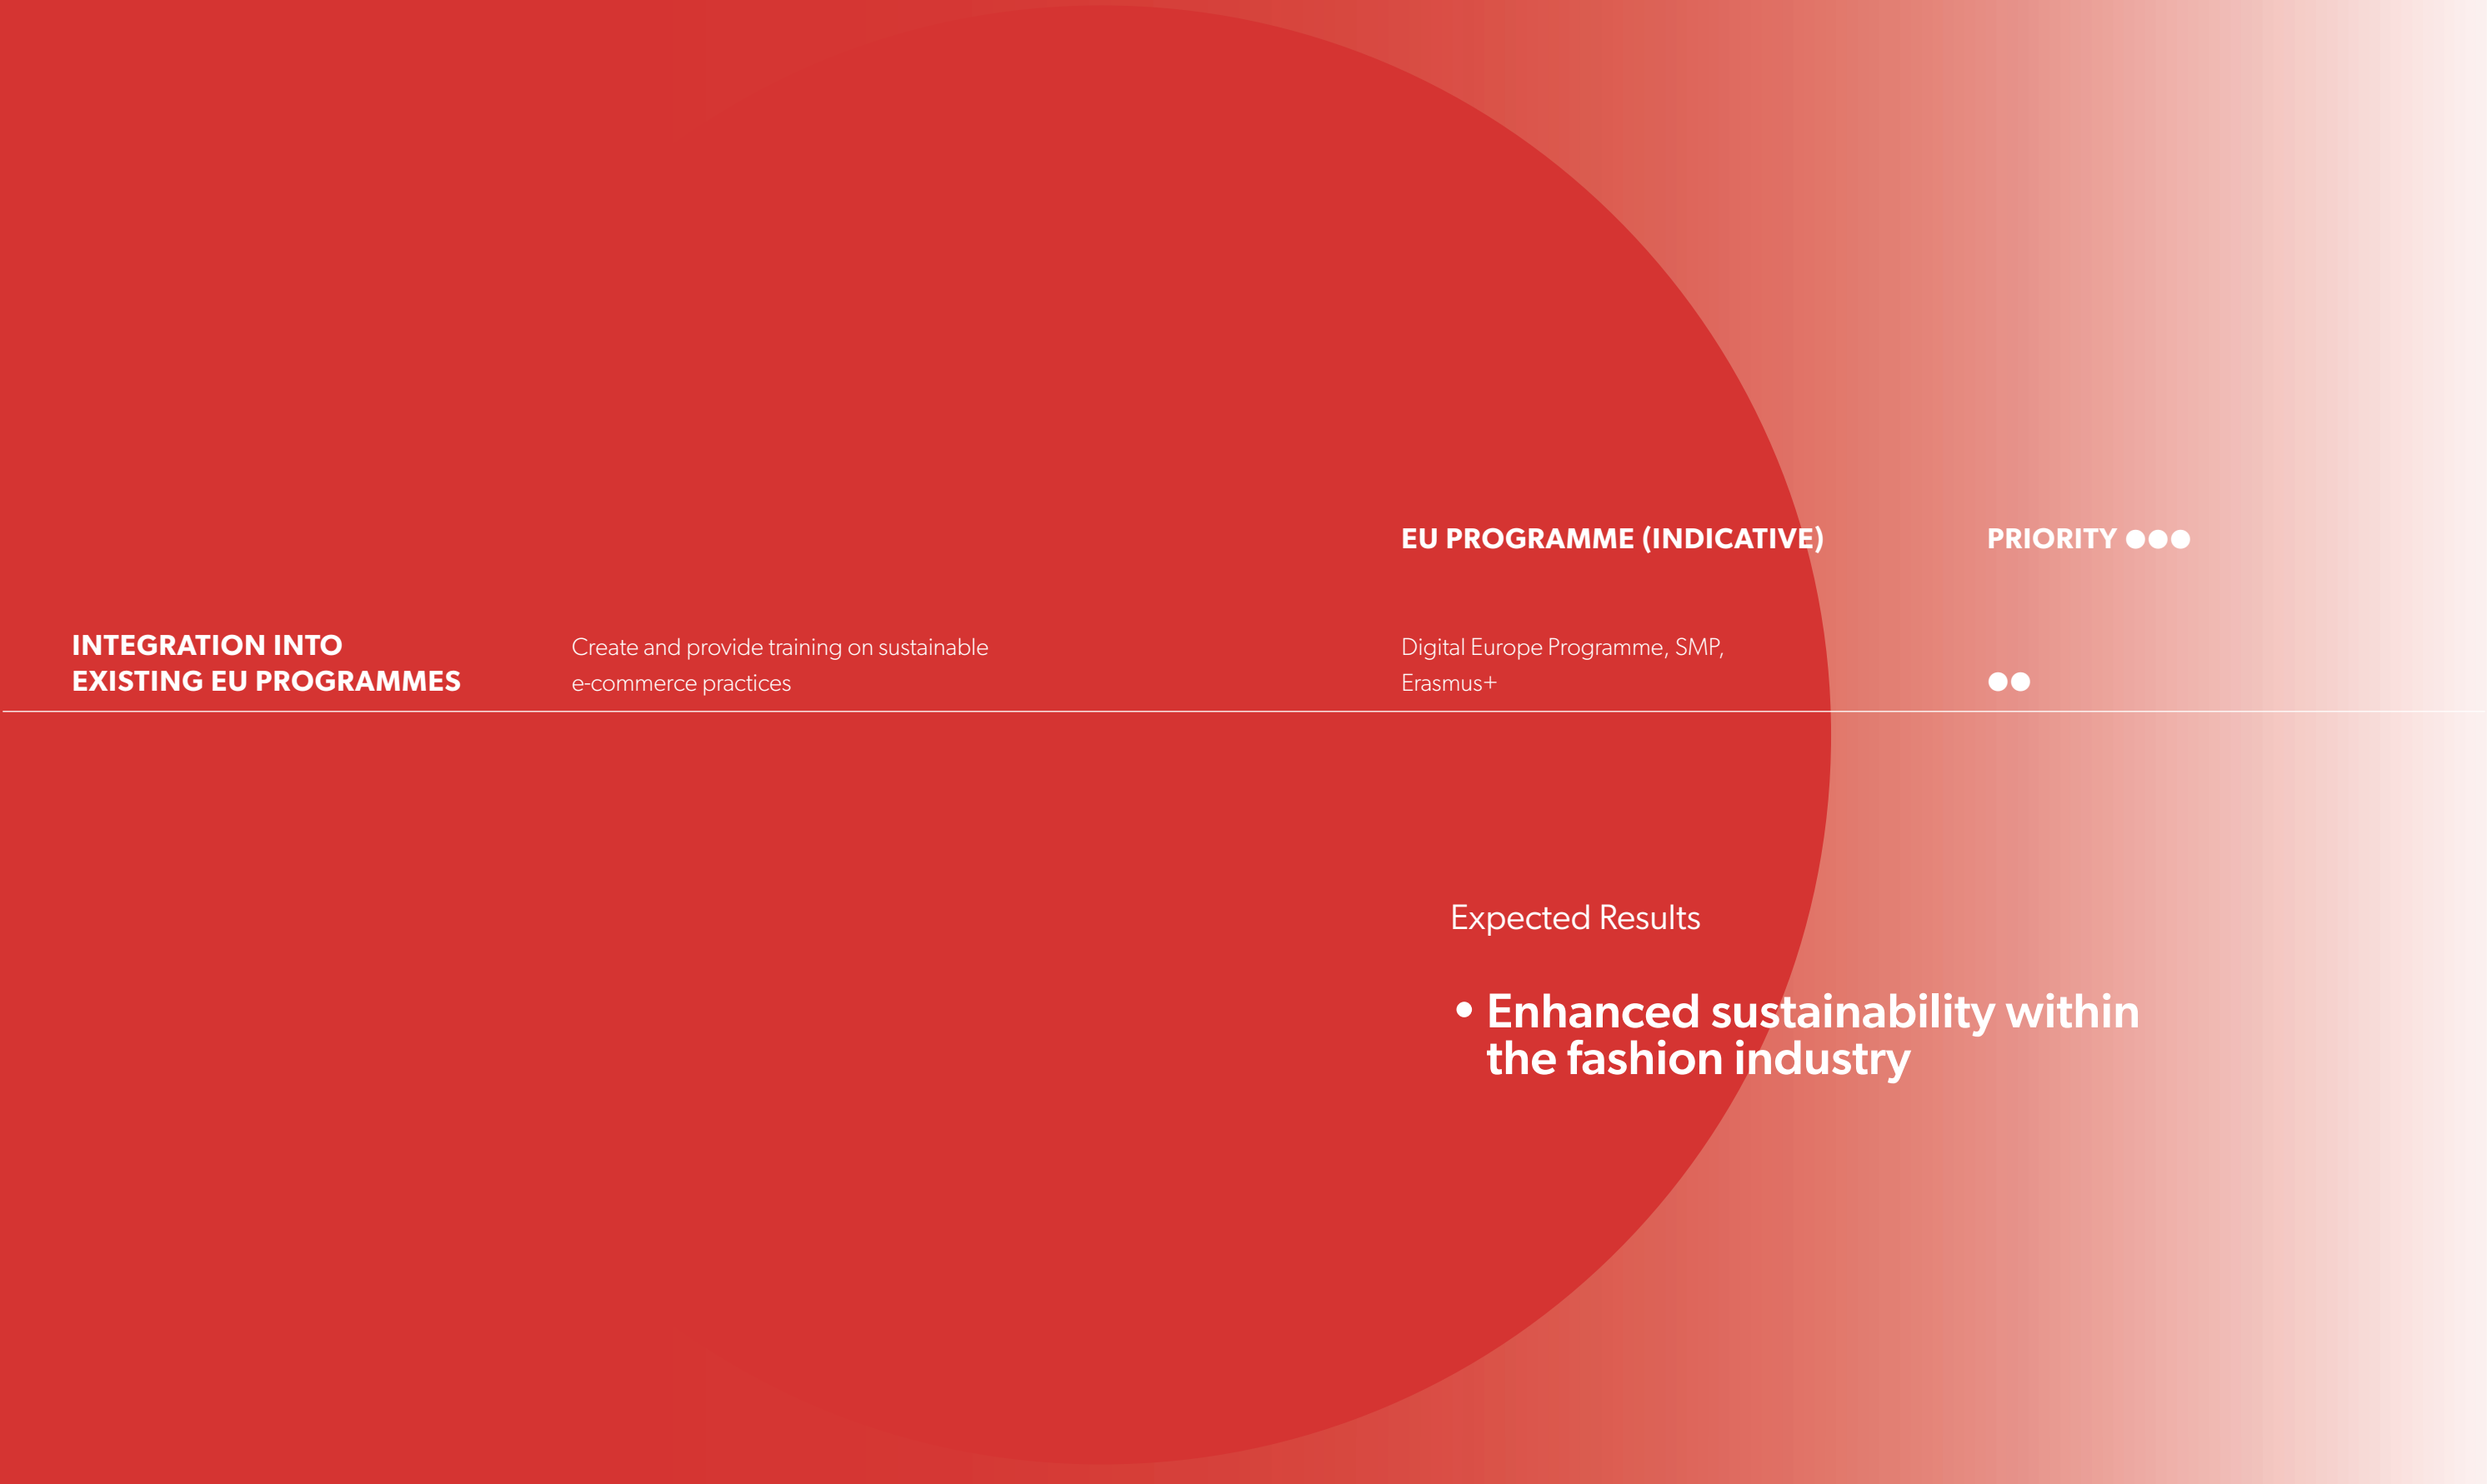 EU PROGRAMME (INDICATIVE) PRIORITY ●●●
INTEGRATION INTO
EXISTING EU PROGRAMMES
Create and provide training on sustainable
e-commerce practices
Digital Europe Programme, SMP,
Erasmus+
●●
Expected Results
• Enhanced sustainability within
the fashion industry